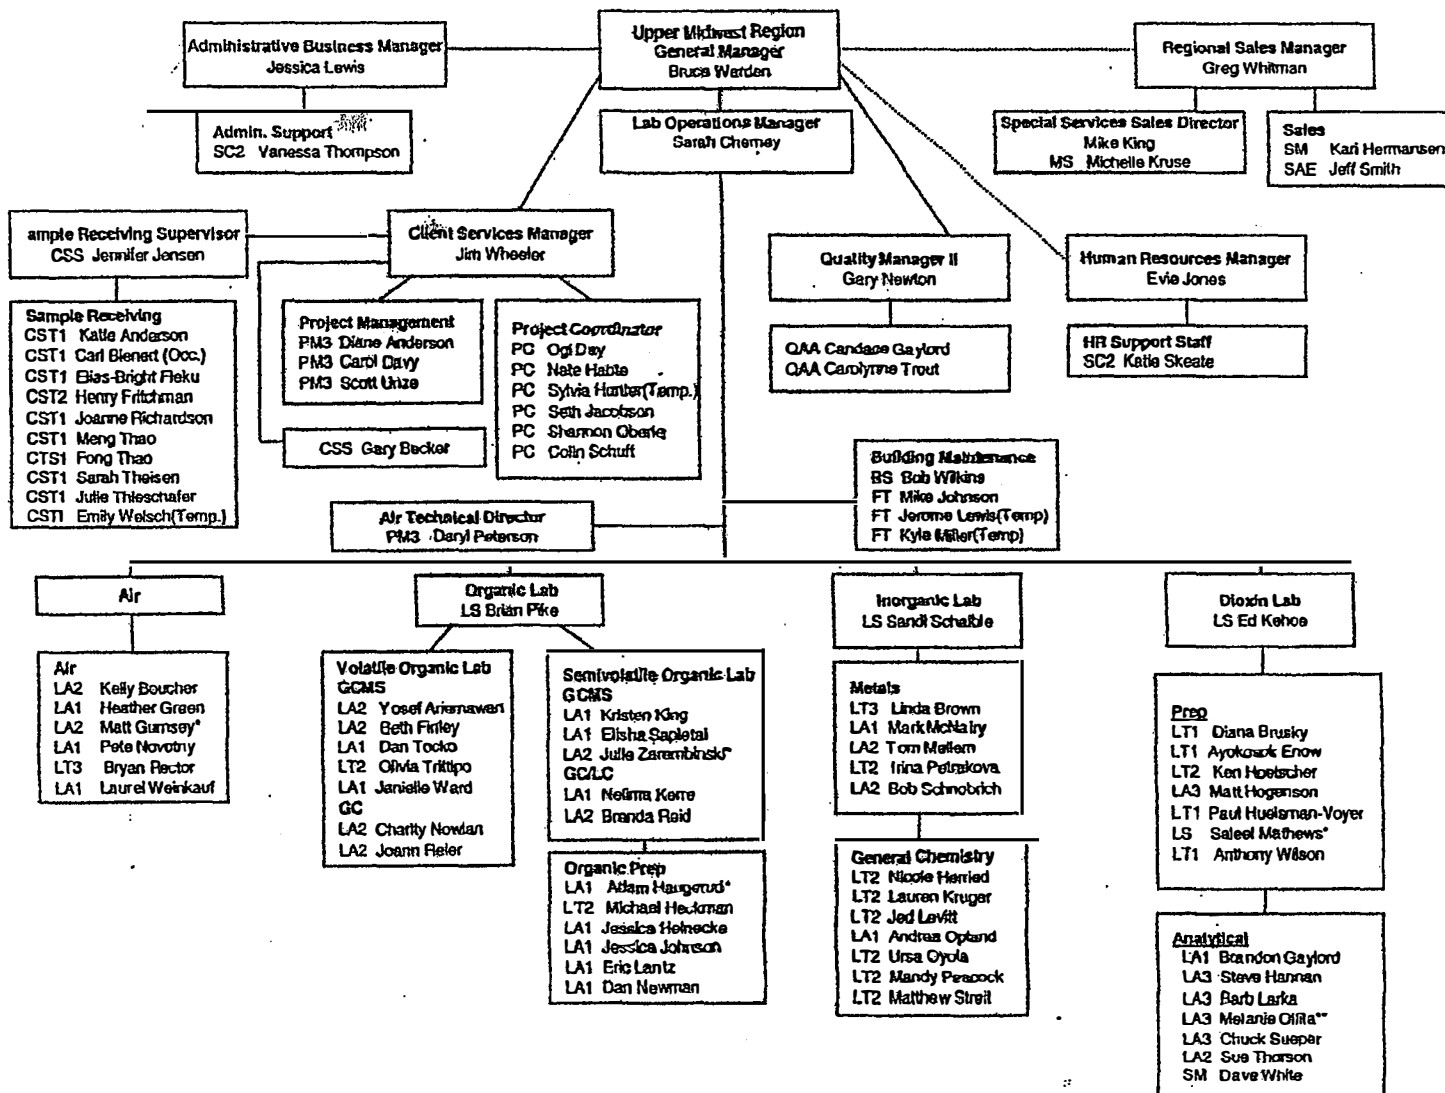 Upper Midwest Region
General Manager
Bruce Warden
Administrative Business Manager
Jessica Lewis
Regional Sales Manager
Greg Whitman
Admin. Support
SC2 Vanessa Thompson
Lab Operations Manager
Sarah Cherney
Special Services Sales Director
Mike King
MS Michelle Kruse
Sales
SM Kari Hermansen
SAE Jeff Smith
ample Receiving Supervisor
CSS Jennifer Jensen
Client Services Manager
Jim Wheeler
Quality Manager II
Gary Newton
Human Resources Manager
Evie Jones
Sample Receiving
CST1 Katie Anderson
CST1 Carl Bienert (Occ.)
CST1 Elias-Bright Fieku
CST2 Henry Fritchman
CST1 Joanne Richardson
CST1 Meng Thao
CTS1 Fong Thao
CST1 Sarah Theisen
CST1 Julie Thieschafer
CST1 Emily Welsch(Temp.)
Project Management
PM3 Diane Anderson
PM3 Carol Davy
PM3 Scott Unze
CSS Gary Becker
Project Coordinator
PC Ogi Day
PC Nate Habte
PC Sylvia Hunter(Temp.)
PC Seth Jacobson
PC Shannon Oberle
PC Colin Schuft
QAA Candace Gaylord
QAA Carolynne Trout
HR Support Staff
SC2 Katie Skeate
Building Maintenance
BS Bob Wilkins
FT Mike Johnson
FT Jerome Lewis(Temp)
FT Kyle Miller(Temp)
Air Technical Director
PM3 Daryl Peterson
Air
Organic Lab
LS Brian Pike
Inorganic Lab
LS Sandi Schaible
Dioxin Lab
LS Ed Kehoe
Air
LA2 Kelly Boucher
LA1 Heather Green
LA2 Matt Gumsey*
LA1 Pete Novotny
LT3 Bryan Rector
LA1 Laurel Weinkauf
Volatile Organic Lab
GCMS
LA2 Yosef
LA2 Beth Finley
LA1 Dan Tocko
LT2 Olivia Trittipo
LA1 Janielle Ward
GC
LA2 Charity Nowlan
LA2 Joann Reier
Semivolatile Organic Lab
GCMS
LA1 Kristen King
LA1 Elisha Sapletal
LA2 Julie Zarembinski*
GC/LC
LA1 Kerre
LA2 Brenda Reid
Organic Prep
LA1 Adam Haugerud*
LT2 Michael Heckman
LA1 Jessica Heinecke
LA1 Jessica Johnson
LA1 Eric Lantz
LA1 Dan Newman
Metals
LT3 Linda Brown
LA1 Mark McNairy
LA2 Tom Mellem
LT2 Irina Petrakova
LA2 Bob Schnobrich
General Chemistry
LT2 Nicole Herried
LT2 Lauren Kruger
LT2 Jed Levitt
LA1 Andrea Opland
LT2 Ursa Oyola
LT2 Mandy Peacock
LT2 Matthew Streit
Prep
LT1 Diana Brusky
LT1 Enow
LT2 Ken Hoelscher
LA3 Matt Hogenson
LT1 Paul Huelsman-Voyer
LS Saleel Mathews*
LT1 Anthony Wilson
Analytical
LA1 Brandon Gaylord
LA3 Steve Hannan
LA3 Barb Larka
LA3 Melanie Ollila**
LA3 Chuck Sueper
LA2 Sue Thorson
SM Dave White